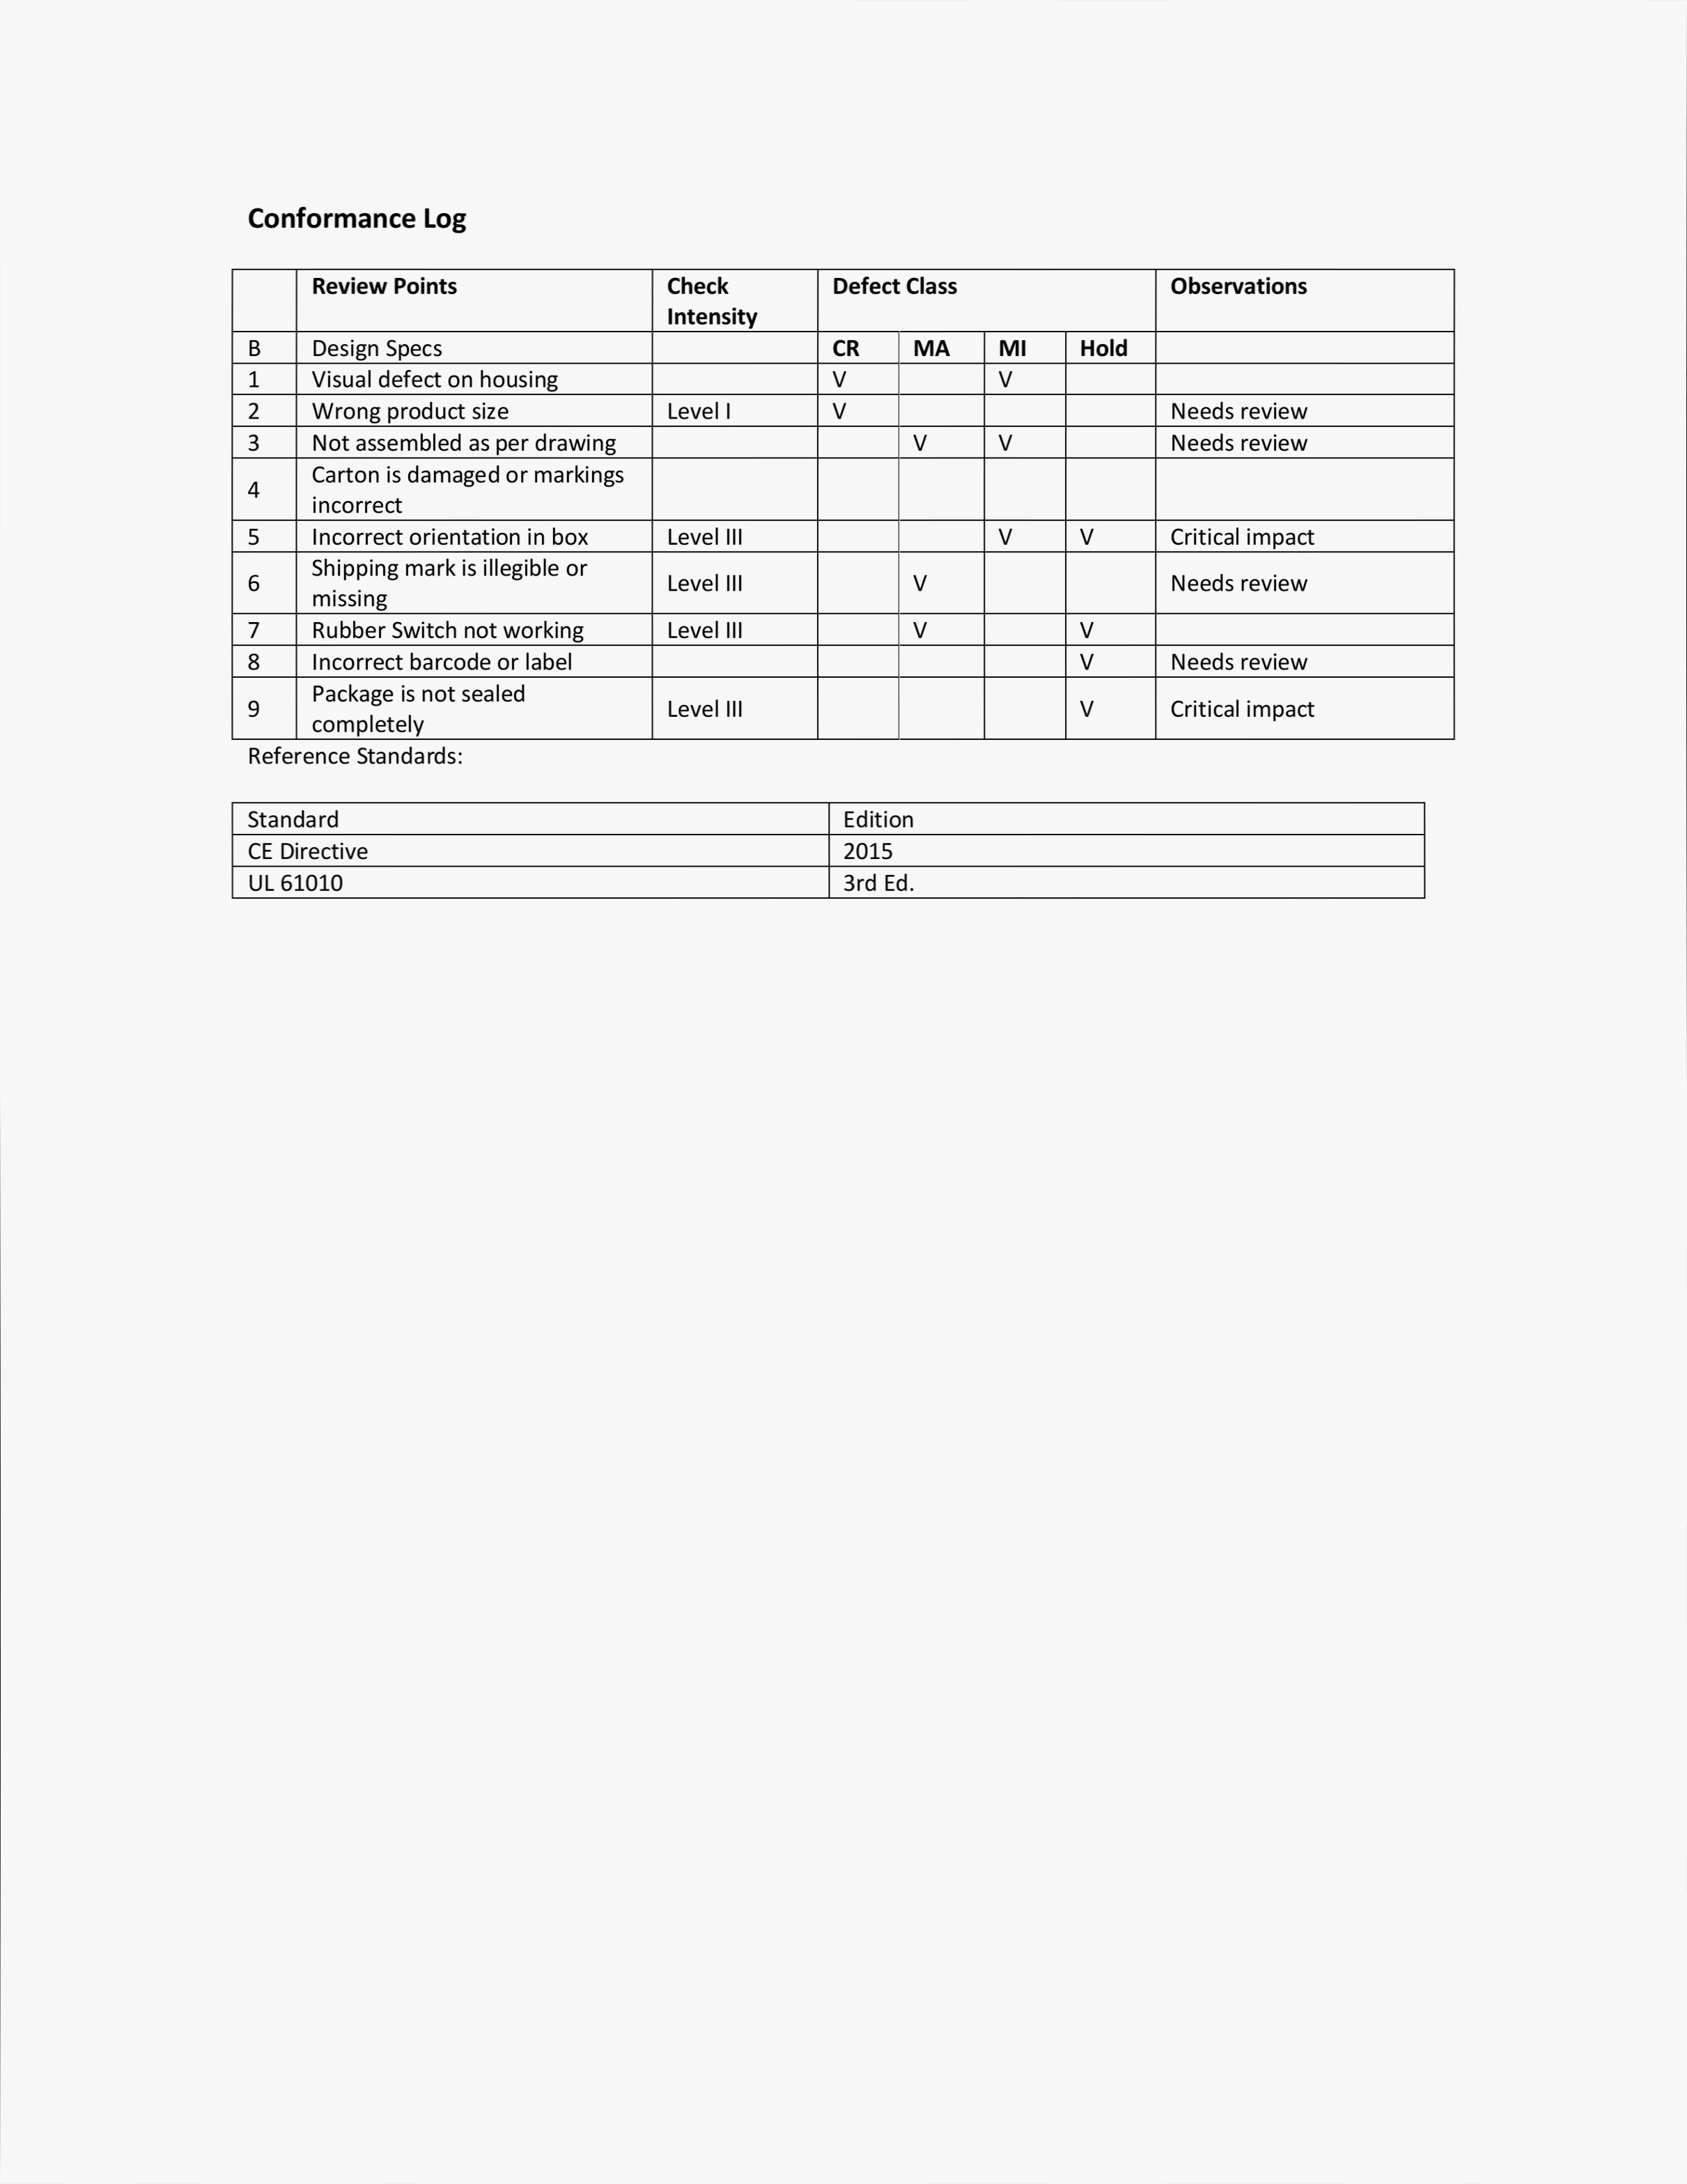 Conformance Log
Review Points Check Intensity Defect Class Observations
B Design Specs CR MA MI Hold
1 Visual defect on housing V V
2 Wrong product size Level I V Needs review
3 Not assembled as per drawing V V Needs review
4 Carton is damaged or markings incorrect
5 Incorrect orientation in box Level III V V Critical impact
6 Shipping mark is illegible or missing Level III V Needs review
7 Rubber Switch not working Level III V V
8 Incorrect barcode or label V Needs review
9 Package is not sealed completely Level III V Critical impact
Reference Standards:
Standard Edition
CE Directive 2015
UL 61010 3rd Ed.